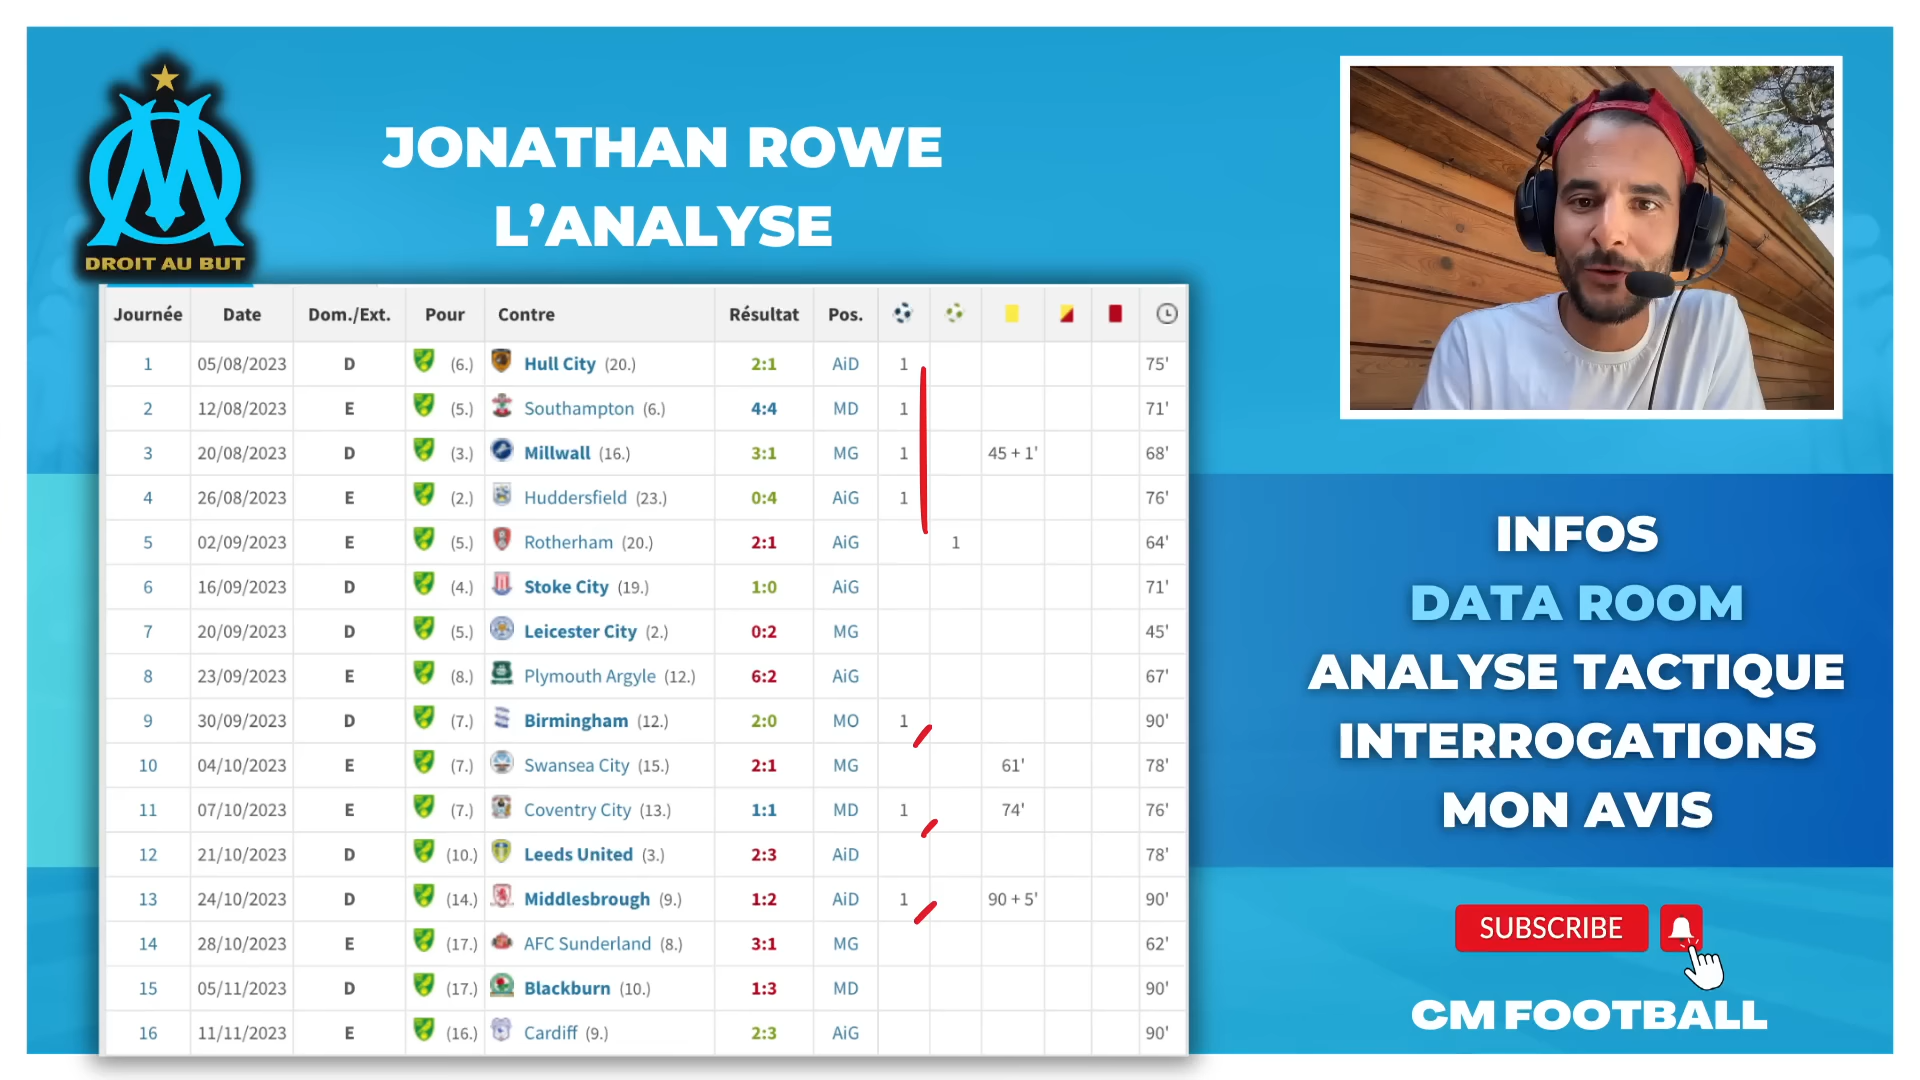 DROIT AU BUT
JONATHAN ROWE
L'ANALYSE
Journée Date Dom./Ext. Pour Contre Résultat Pos.
1 05/08/2023 D (6.) Hull City (20.) 2:1 AiD 1 75'
2 12/08/2023 E (5.) Southampton (6.) 4:4 MD 1 71'
3 20/08/2023 D (3.) Millwall (16.) 3:1 MG 1 45 + 1' 68'
4 26/08/2023 E (2.) Huddersfield (23.) 0:4 AiG 1 76'
5 02/09/2023 E (5.) Rotherham (20.) 2:1 AiG 1 64'
6 16/09/2023 D (4.) Stoke City (19.) 1:0 AiG 71'
7 20/09/2023 D (5.) Leicester City (2.) 0:2 MG 45'
8 23/09/2023 E (8.) Plymouth Argyle (12.) 6:2 AiG 67'
9 30/09/2023 D (7.) Birmingham (12.) 2:0 MO 1 90'
10 04/10/2023 E (7.) Swansea City (15.) 2:1 MG 61' 78'
11 07/10/2023 E (7.) Coventry City (13.) 1:1 MD 1 74' 76'
12 21/10/2023 D (10.) Leeds United (3.) 2:3 AiD 78'
13 24/10/2023 D (14.) Middlesbrough (9.) 1:2 AiD 1 90 + 5' 90'
14 28/10/2023 E (17.) AFC Sunderland (8.) 3:1 MG 62'
15 05/11/2023 D (17.) Blackburn (10.) 1:3 MD 90'
16 11/11/2023 E (16.) Cardiff (9.) 2:3 AiG 90'
INFOS
DATA ROOM
ANALYSE TACTIQUE
INTERROGATIONS
MON AVIS
SUBSCRIBE
CM FOOTBALL